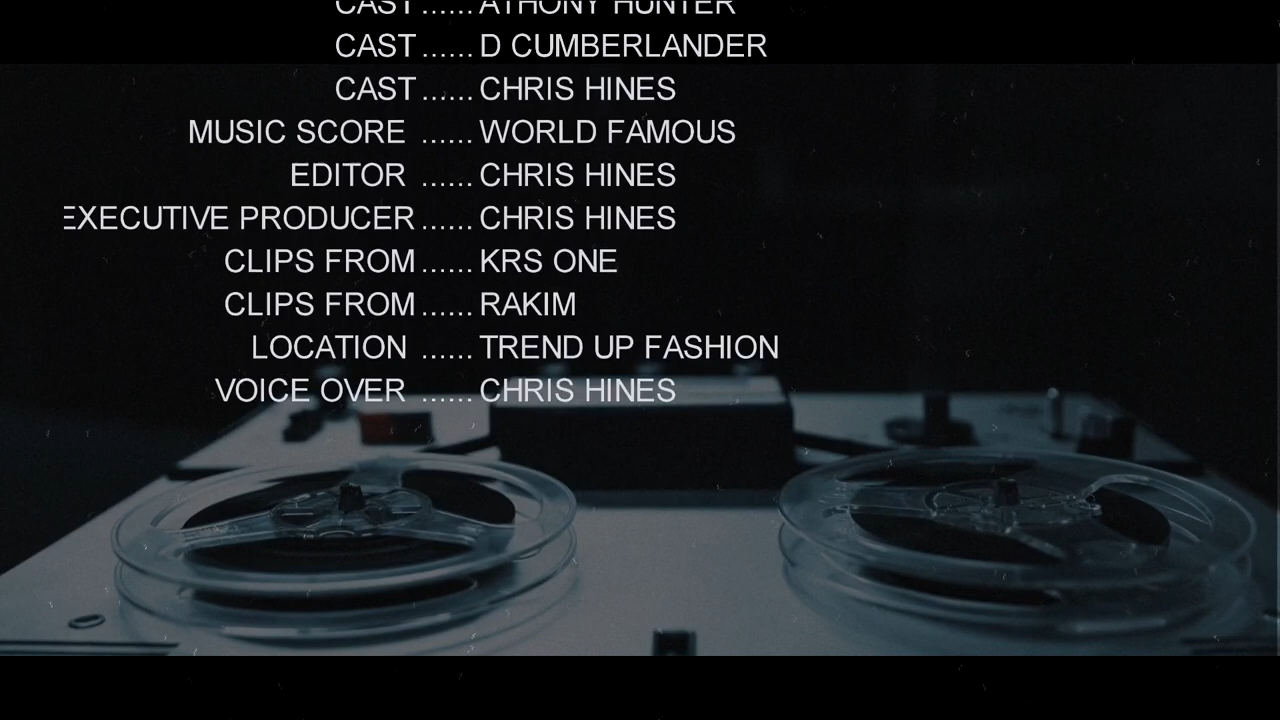 CAST ...... ATHONY HUNTER
CAST ...... D CUMBERLANDER
CAST ...... CHRIS HINES
MUSIC SCORE ...... WORLD FAMOUS
EDITOR ...... CHRIS HINES
EXECUTIVE PRODUCER ...... CHRIS HINES
CLIPS FROM ...... KRS ONE
CLIPS FROM ...... RAKIM
LOCATION ...... TREND UP FASHION
VOICE OVER ...... CHRIS HINES